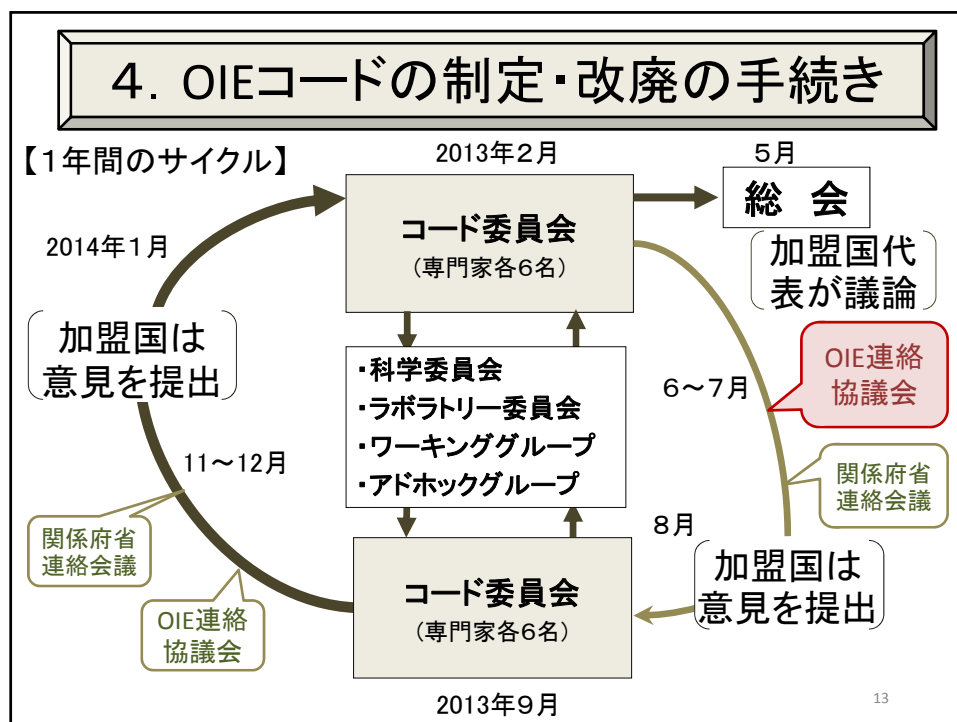 ４．OIEコードの制定・改廃の手続き
【１年間のサイクル】
2013年２月
５月
コード委員会
（専門家各６名）
総　会
加盟国代
表が議論
2014年１月
加盟国は
意見を提出
・科学委員会
・ラボラトリー委員会
・ワーキンググループ
・アドホックグループ
６～７月
OIE連絡
協議会
関係府省
連絡会議
11～12月
関係府省
連絡会議
OIE連絡
協議会
８月
加盟国は
意見を提出
コード委員会
（専門家各６名）
2013年９月
13